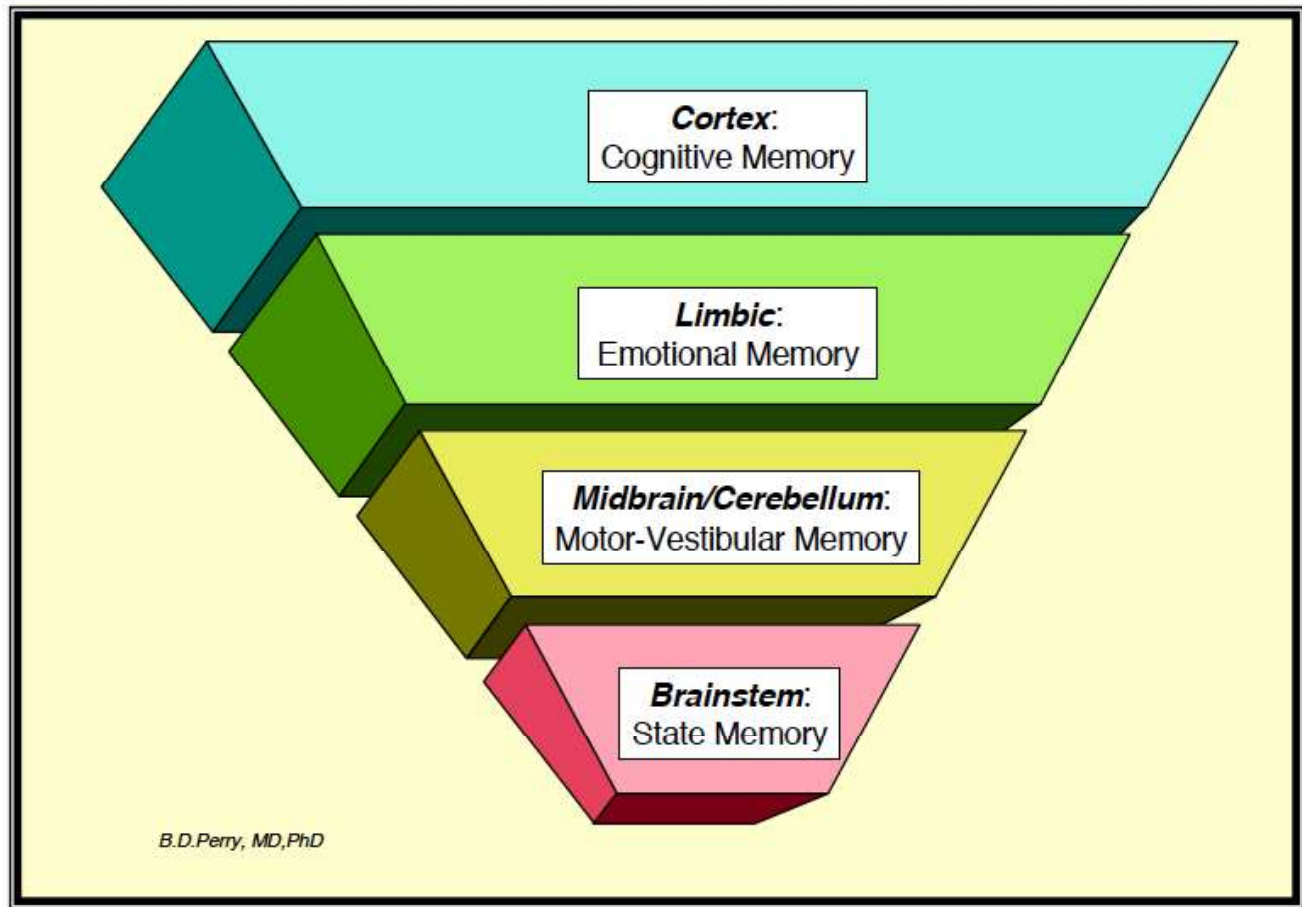 Cortex:
Cognitive Memory
Limbic:
Emotional Memory
Midbrain/Cerebellum:
Motor-Vestibular Memory
Brainstem:
State Memory
B.D.Perry, MD,PhD